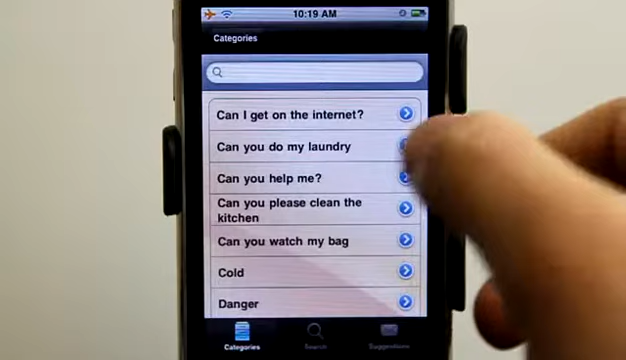 10:19 AM
Categories
Can I get on the internet?
Can you do my laundry
Can you help me?
Can you please clean the
kitchen
Can you watch my bag
Cold
Danger
Categories
Search
Suggestions